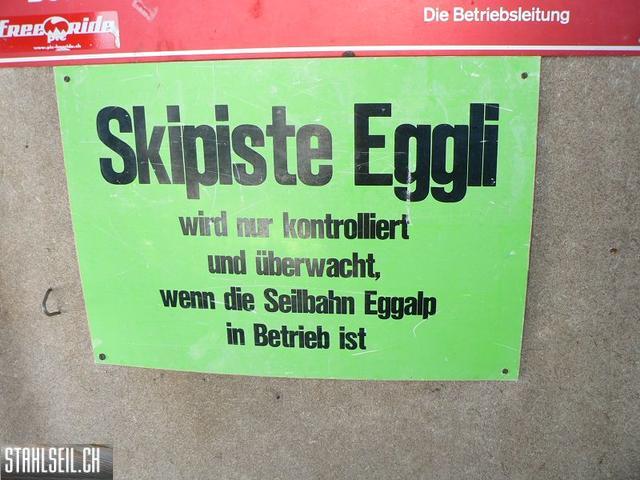 Die Betriebsleitung
FREERIDE
Skipiste Eggli
wird nur kontrolliert
und überwacht,
wenn die Seilbahn Eggalp
in Betrieb ist
STAHLSEIL.CH